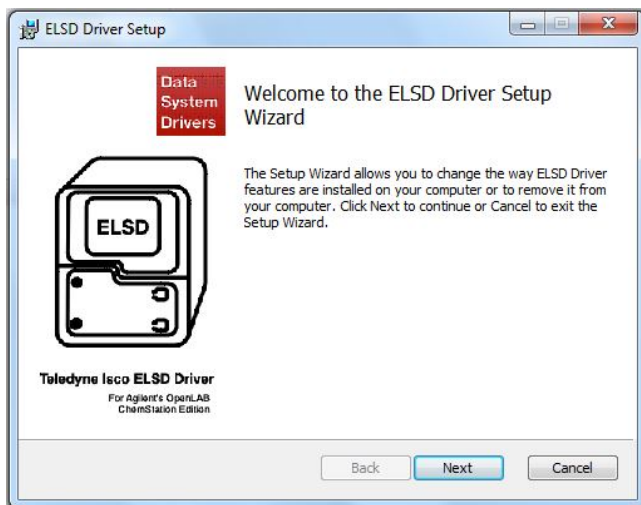 ELSD Driver Setup
Data
System
Drivers
Welcome to the ELSD Driver Setup
Wizard
The Setup Wizard allows you to change the way ELSD Driver
features are installed on your computer or to remove it from
your computer. Click Next to continue or Cancel to exit the
Setup Wizard.
ELSD
Teledyne Isco ELSD Driver
For Agilent's OpenLAB
ChemStation Edition
Back
Next
Cancel